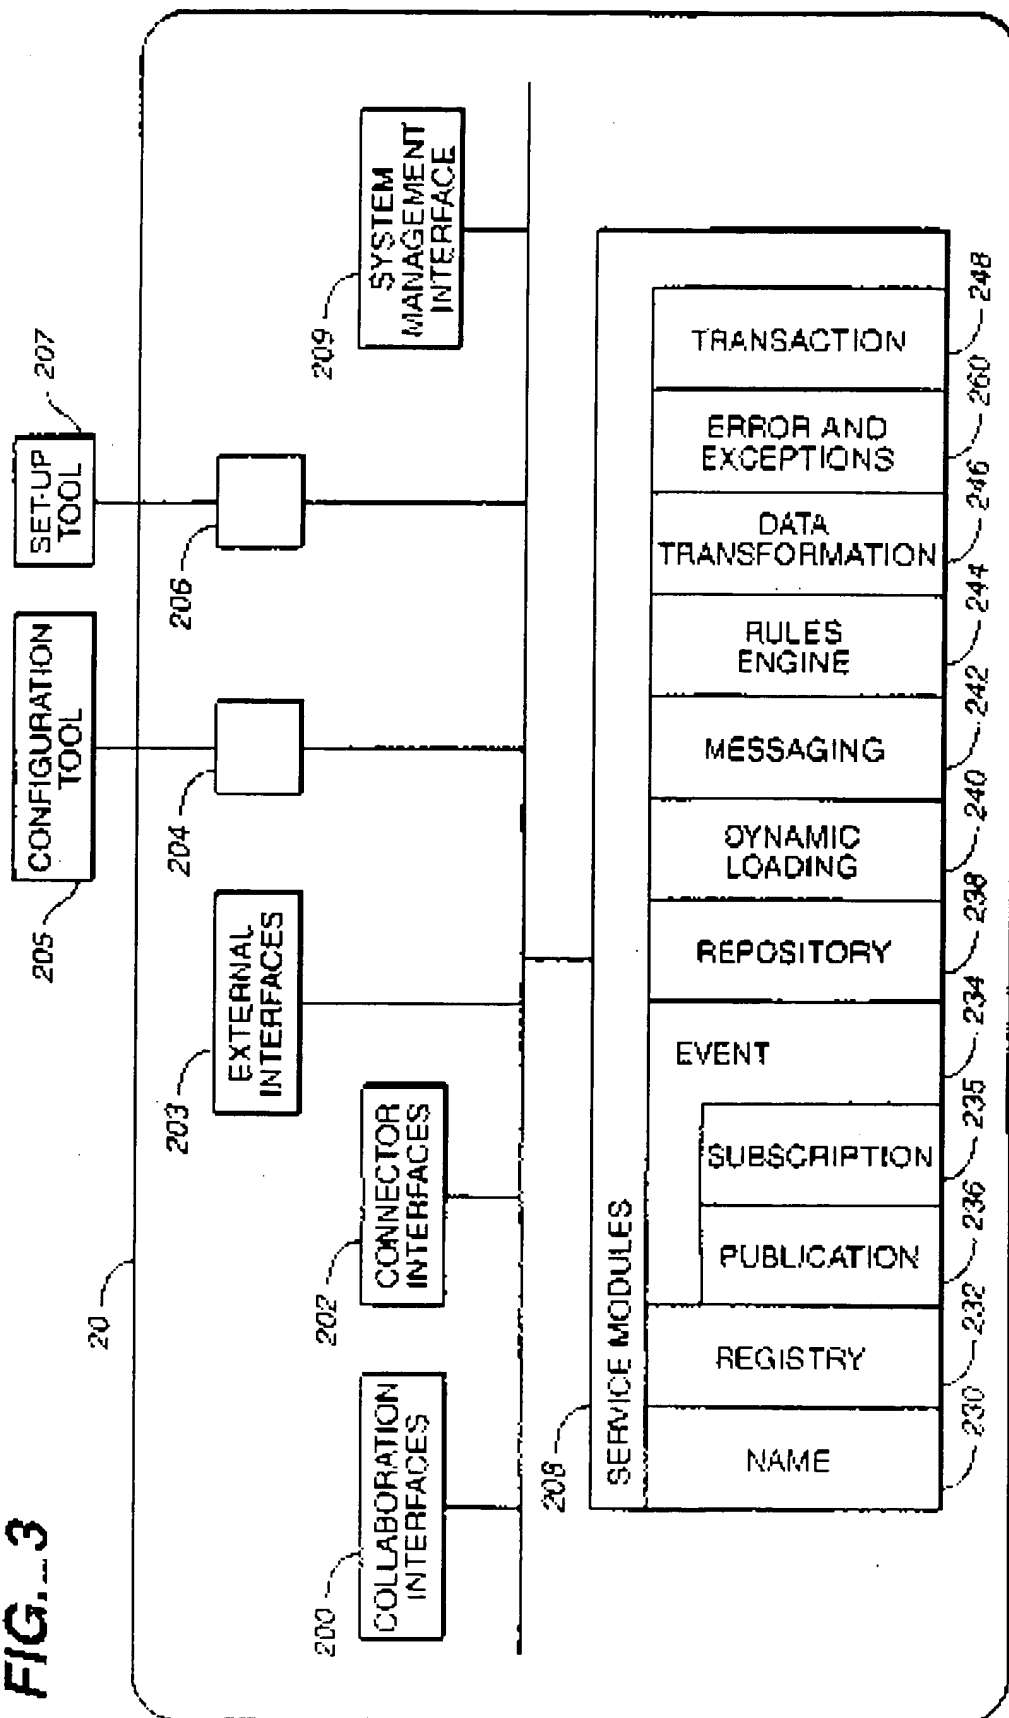 FIG._3
CONFIGURATION
TOOL
205
SET-UP
TOOL
207
20
203
EXTERNAL
INTERFACES
204
206
200
COLLABORATION
INTERFACES
202
CONNECTOR
INTERFACES
209
SYSTEM
MANAGEMENT
INTERFACE
208
SERVICE MODULES
NAME
REGISTRY
PUBLICATION
SUBSCRIPTION
EVENT
REPOSITORY
DYNAMIC
LOADING
MESSAGING
RULES
ENGINE
DATA
TRANSFORMATION
ERROR AND
EXCEPTIONS
TRANSACTION
230
232
236
235
234
238
240
242
244
246
260
248